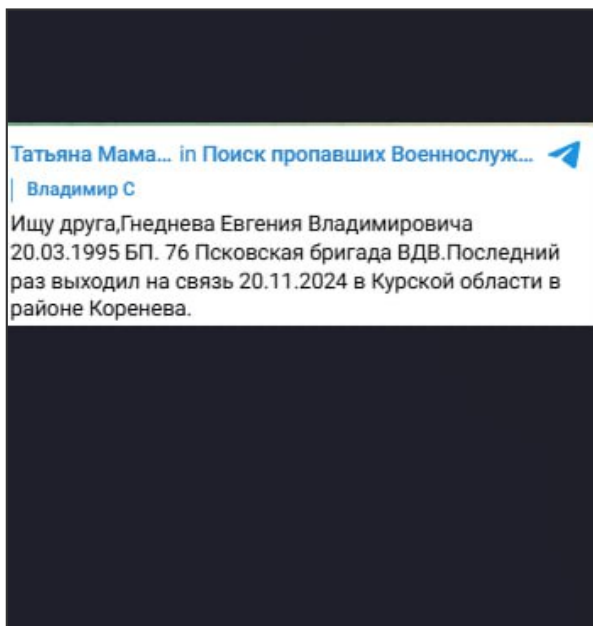 Татьяна Мама... in Поиск пропавших Военнослуж...
Владимир С
Ищу друга,Гнеднева Евгения Владимировича
20.03.1995 БП. 76 Псковская бригада ВДВ.Последний
раз выходил на связь 20.11.2024 в Курской области в
районе Коренева.